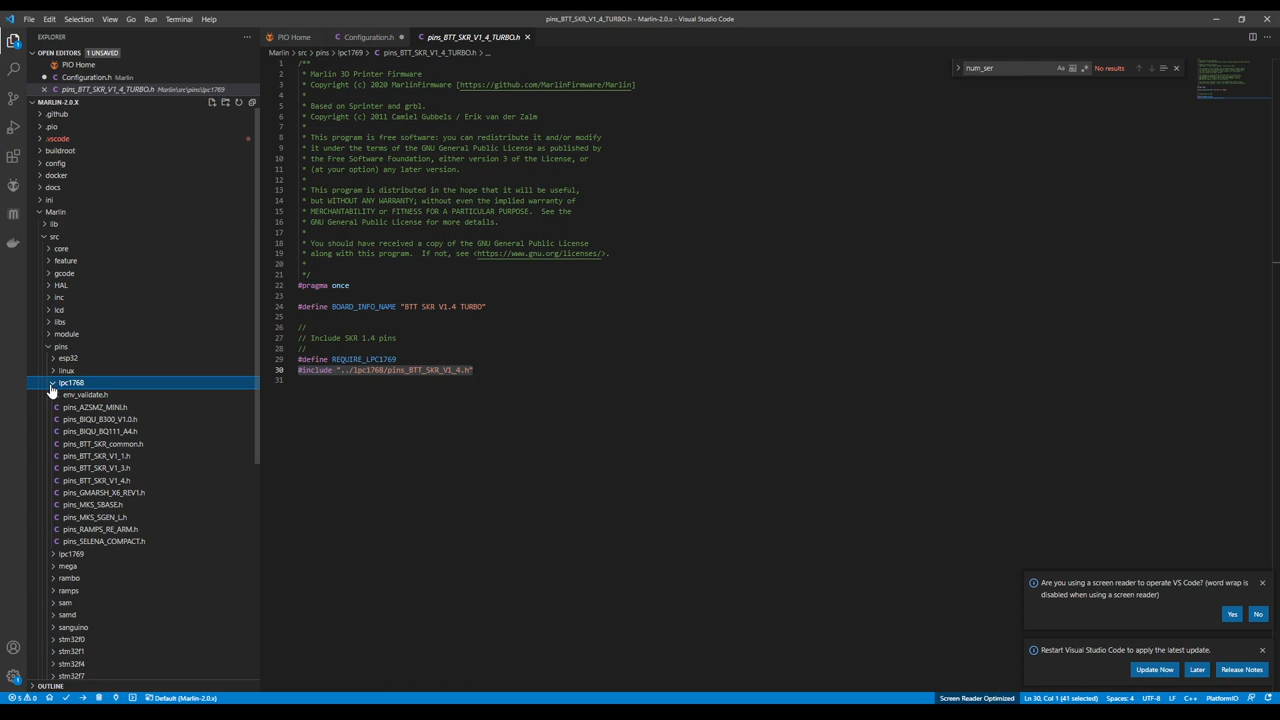 File Edit Selection View Go Run Terminal Help
pins_BTT_SKR_V1_4_TURBO.h - Marlin-2.0.x - Visual Studio Code
EXPLORER
OPEN EDITORS 1 UNSAVED
PIO Home
Configuration.h Marlin
pins_BTT_SKR_V1_4_TURBO.h Marlin\src\pins\lpc1769
MARLIN-2.0.X
.github
.pio
.vscode
buildroot
config
docker
docs
ini
Marlin
lib
src
core
feature
gcode
HAL
inc
lcd
libs
module
pins
esp32
linux
lpc1768
env_validate.h
pins_AZSMZ_MINI.h
pins_BIQU_B300_V1.0.h
pins_BIQU_BQ111_A4.h
pins_BTT_SKR_common.h
pins_BTT_SKR_V1_1.h
pins_BTT_SKR_V1_3.h
pins_BTT_SKR_V1_4.h
pins_GMARSH_X6_REV1.h
pins_MKS_SBASE.h
pins_MKS_SGEN_L.h
pins_RAMPS_RE_ARM.h
pins_SELENA_COMPACT.h
lpc1769
mega
rambo
ramps
sam
samd
sanguino
stm32f0
stm32f1
stm32f4
stm32f7
OUTLINE
PIO Home Configuration.h pins_BTT_SKR_V1_4_TURBO.h
Marlin > src > pins > lpc1769 > pins_BTT_SKR_V1_4_TURBO.h > ...
num_ser Aa No results
1 /**
2 * Marlin 3D Printer Firmware
3 * Copyright (c) 2020 MarlinFirmware [https://github.com/MarlinFirmware/Marlin]
4 *
5 * Based on Sprinter and grbl.
6 * Copyright (c) 2011 Camiel Gubbels / Erik van der Zalm
7 *
8 * This program is free software: you can redistribute it and/or modify
9 * it under the terms of the GNU General Public License as published by
10 * the Free Software Foundation, either version 3 of the License, or
11 * (at your option) any later version.
12 *
13 * This program is distributed in the hope that it will be useful,
14 * but WITHOUT ANY WARRANTY; without even the implied warranty of
15 * MERCHANTABILITY or FITNESS FOR A PARTICULAR PURPOSE. See the
16 * GNU General Public License for more details.
17 *
18 * You should have received a copy of the GNU General Public License
19 * along with this program. If not, see <https://www.gnu.org/licenses/>.
20 *
21 */
22 #pragma once
23
24 #define BOARD_INFO_NAME "BTT SKR V1.4 TURBO"
25
26 //
27 // Include SKR 1.4 pins
28 //
29 #define REQUIRE_LPC1769
30 #include "../lpc1768/pins_BTT_SKR_V1_4.h"
31
Are you using a screen reader to operate VS Code? (word wrap is
disabled when using a screen reader)
Yes No
Restart Visual Studio Code to apply the latest update.
Update Now Later Release Notes
5 0 Default (Marlin-2.0.x) Screen Reader Optimized Ln 30, Col 1 (41 selected) Spaces: 4 UTF-8 LF C++ PlatformIO